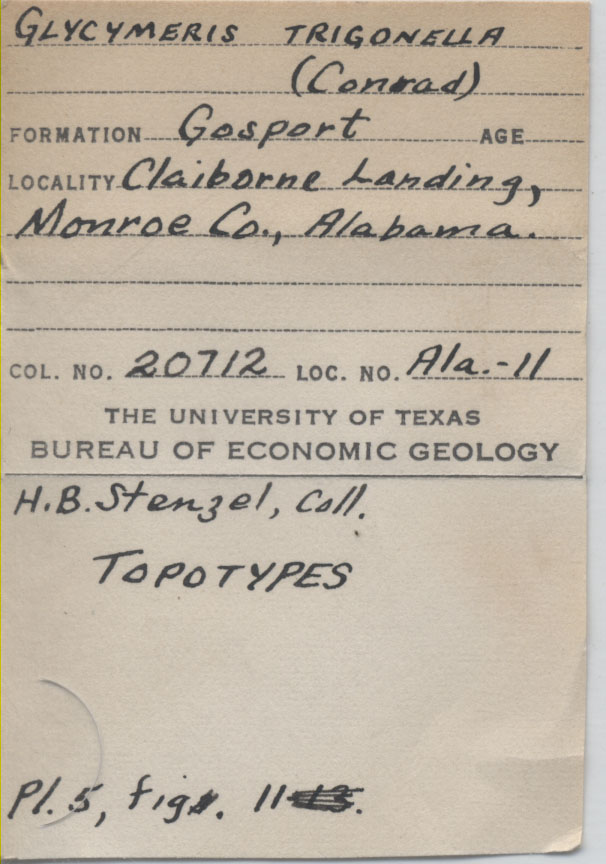 GLYCYMERIS TRIGONELLA
(Conrad)
FORMATION Gosport AGE
LOCALITY Claiborne Landing,
Monroe Co., Alabama.
COL. NO. 20712 LOC. NO. Ala.-11
THE UNIVERSITY OF TEXAS
BUREAU OF ECONOMIC GEOLOGY
H.B. Stenzel, Coll.
TOPOTYPES
Pl. 5, fig. 11.